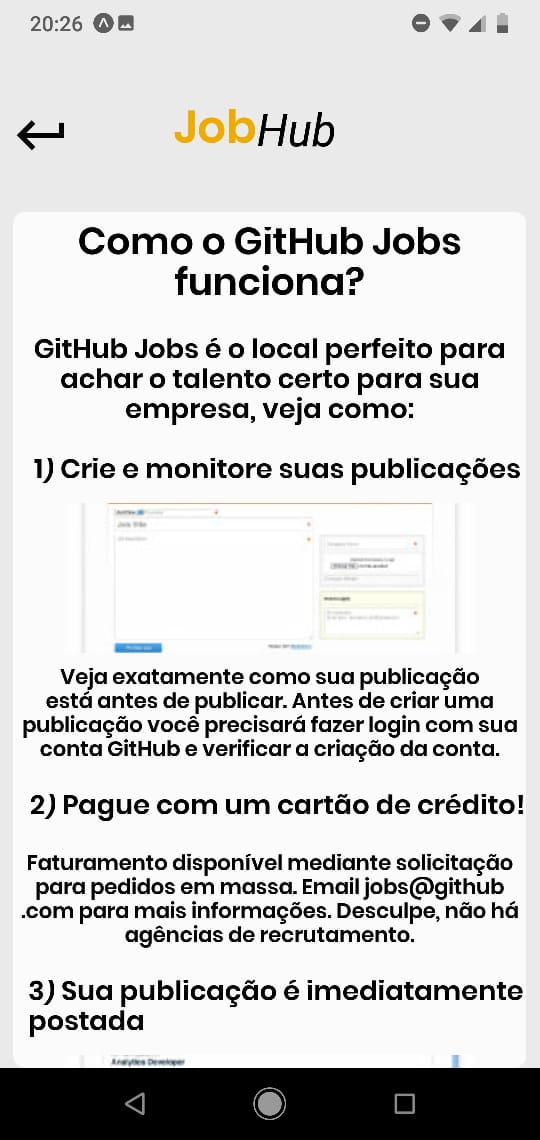 20:26
JobHub
Como o GitHub Jobs
funciona?
GitHub Jobs é o local perfeito para
achar o talento certo para sua
empresa, veja como:
1) Crie e monitore suas publicações
Job Title
Veja exatamente como sua publicação
está antes de publicar. Antes de criar uma
publicação você precisará fazer login com sua
conta GitHub e verificar a criação da conta.
2) Pague com um cartão de crédito!
Faturamento disponível mediante solicitação
para pedidos em massa. Email jobs@github
.com para mais informações. Desculpe, não há
agências de recrutamento.
3) Sua publicação é imediatamente
postada
Analytics Developer